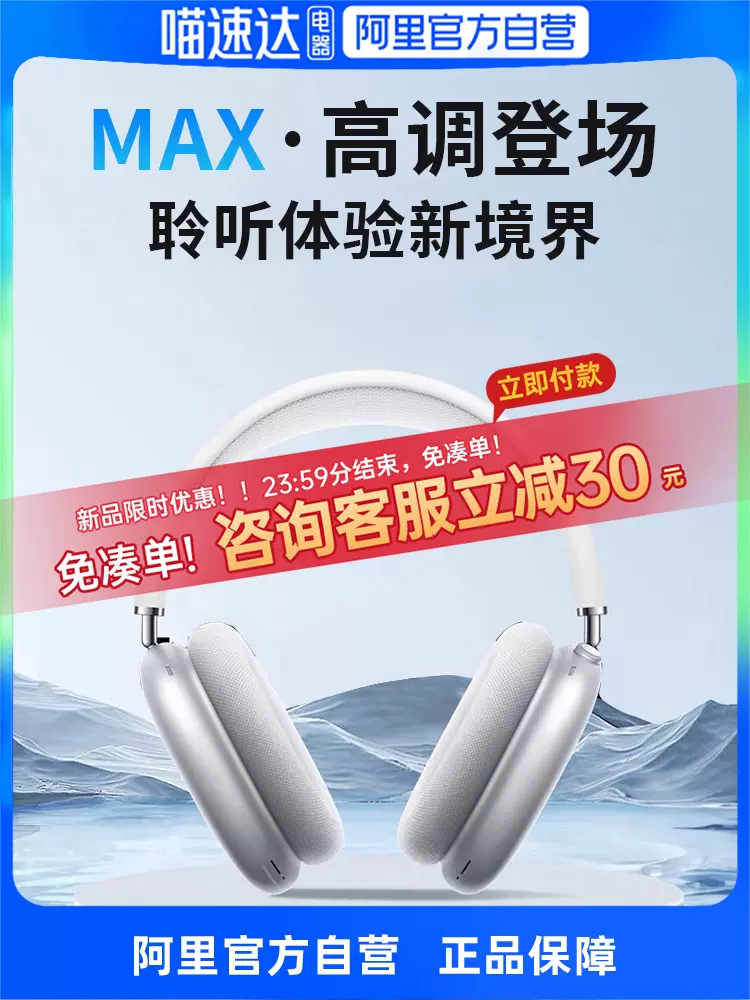 喵速达电器 阿里官方自营
MAX·高调登场
聆听体验新境界
立即付款
新品限时优惠！！23:59分结束，免凑单！
免凑单！咨询客服立减30元
阿里官方自营 正品保障